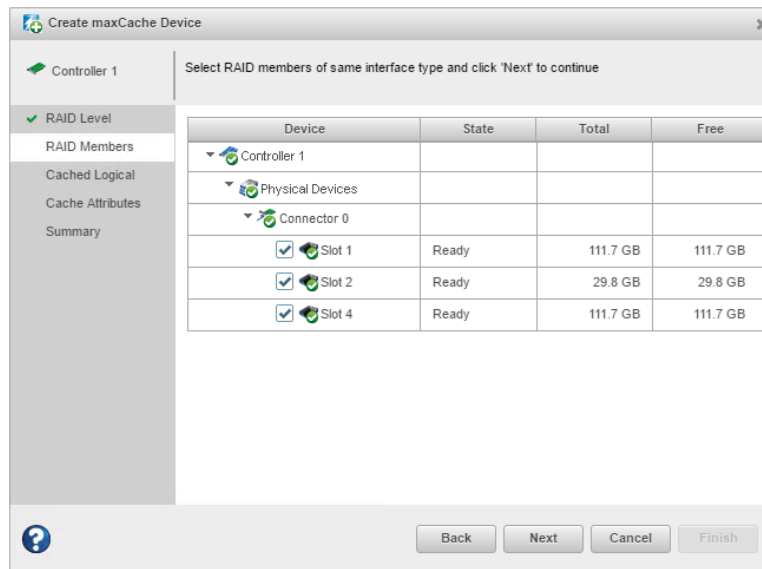 Create maxCache Device
Controller 1
Select RAID members of same interface type and click 'Next' to continue
RAID Level
RAID Members
Cached Logical
Cache Attributes
Summary
Device State Total Free
Controller 1
Physical Devices
Connector 0
Slot 1 Ready 111.7 GB 111.7 GB
Slot 2 Ready 29.8 GB 29.8 GB
Slot 4 Ready 111.7 GB 111.7 GB
? Back Next Cancel Finish